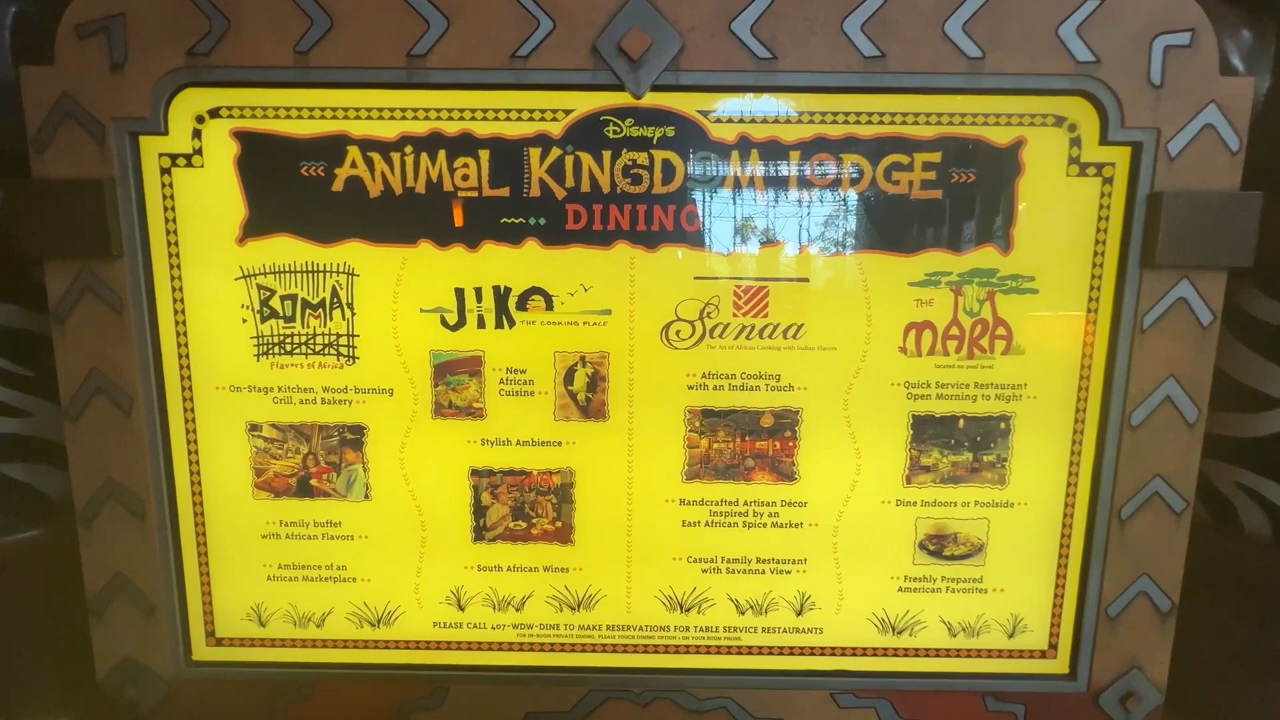 Disney's
ANIMAL KINGDOM LODGE
DINING
BOMA
Flavors of Africa
On-Stage Kitchen, Wood-burning
Grill, and Bakery
Family buffet
with African Flavors
Ambience of an
African Marketplace
JIKO
THE COOKING PLACE
New
African
Cuisine
Stylish Ambience
South African Wines
Sanaa
The Art of African Cooking with Indian Flavors
African Cooking
with an Indian Touch
Handcrafted Artisan Décor
Inspired by an
East African Spice Market
Casual Family Restaurant
with Savanna View
THE
MARA
located on pool level
Quick Service Restaurant
Open Morning to Night
Dine Indoors or Poolside
Freshly Prepared
American Favorites
PLEASE CALL 407-WDW-DINE TO MAKE RESERVATIONS FOR TABLE SERVICE RESTAURANTS
FOR IN-ROOM PRIVATE DINING, PLEASE TOUCH DINING OPTION 1 ON YOUR ROOM PHONE.